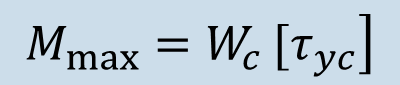 M_max = W_c [τ_yc]